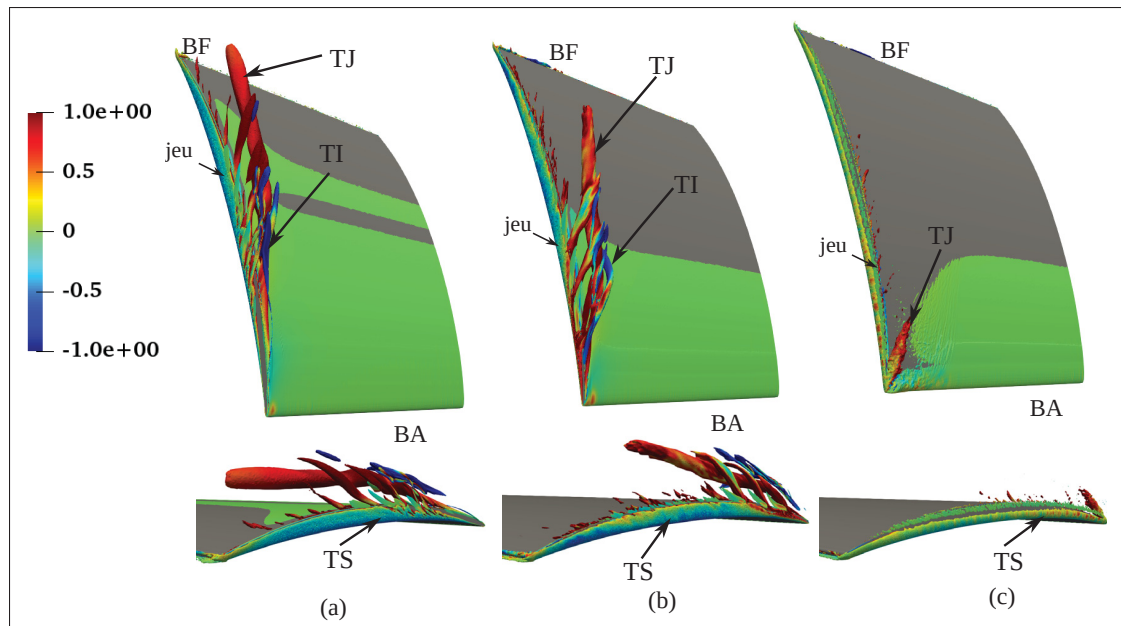 BF
TJ
TI
jeu
BA
TS
(a)
BF
TJ
TI
jeu
BA
TS
(b)
BF
TJ
jeu
BA
TS
(c)
1.0e+00
0.5
0
-0.5
-1.0e+00